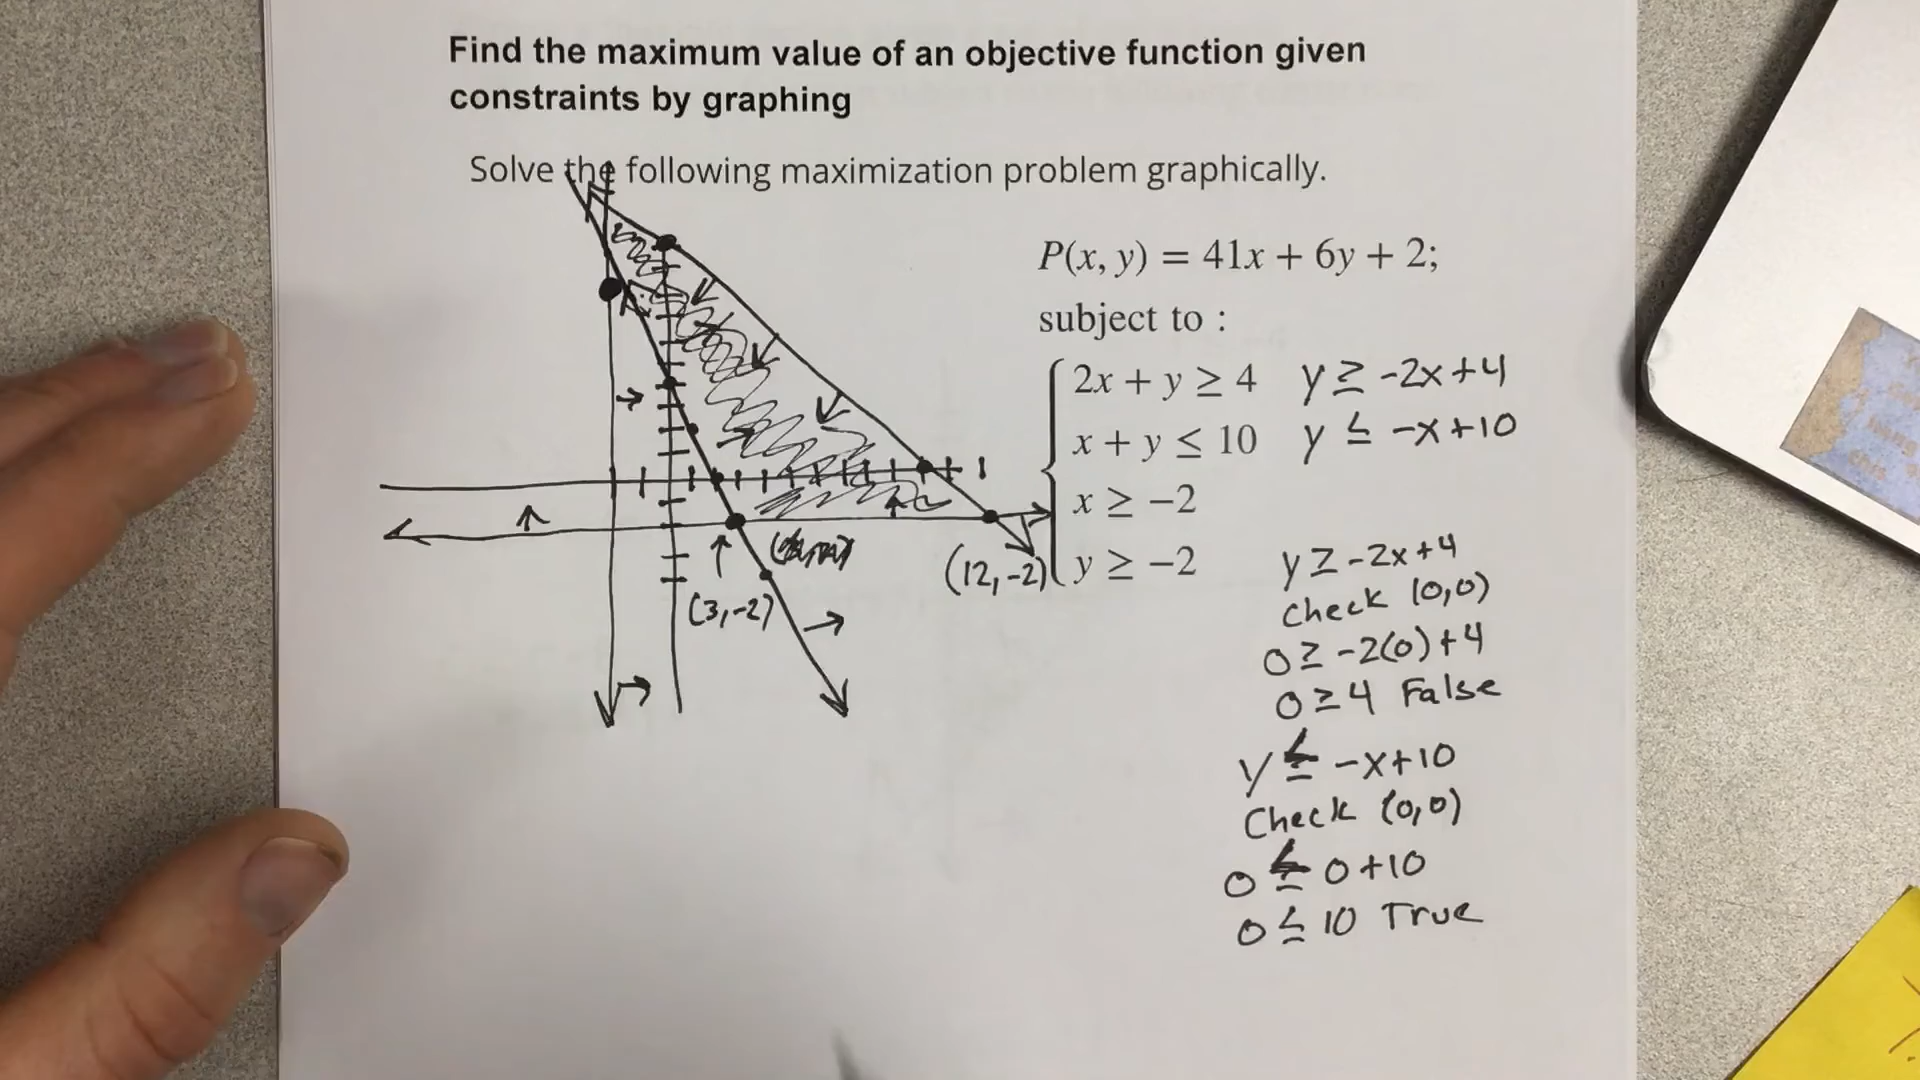 Find the maximum value of an objective function given
constraints by graphing
Solve the following maximization problem graphically.
P(x, y) = 41x + 6y + 2;
subject to :
2x + y ≥ 4 y ≥ -2x+4
x + y ≤ 10 y ≤ -x+10
x ≥ −2
y ≥ −2
(12,-2)
(3,-2)
y ≥ -2x+4
check (0,0)
0 ≥ -2(0)+4
0 ≥ 4 False
y ≤ -x+10
Check (0,0)
0 ≤ 0+10
0 ≤ 10 True